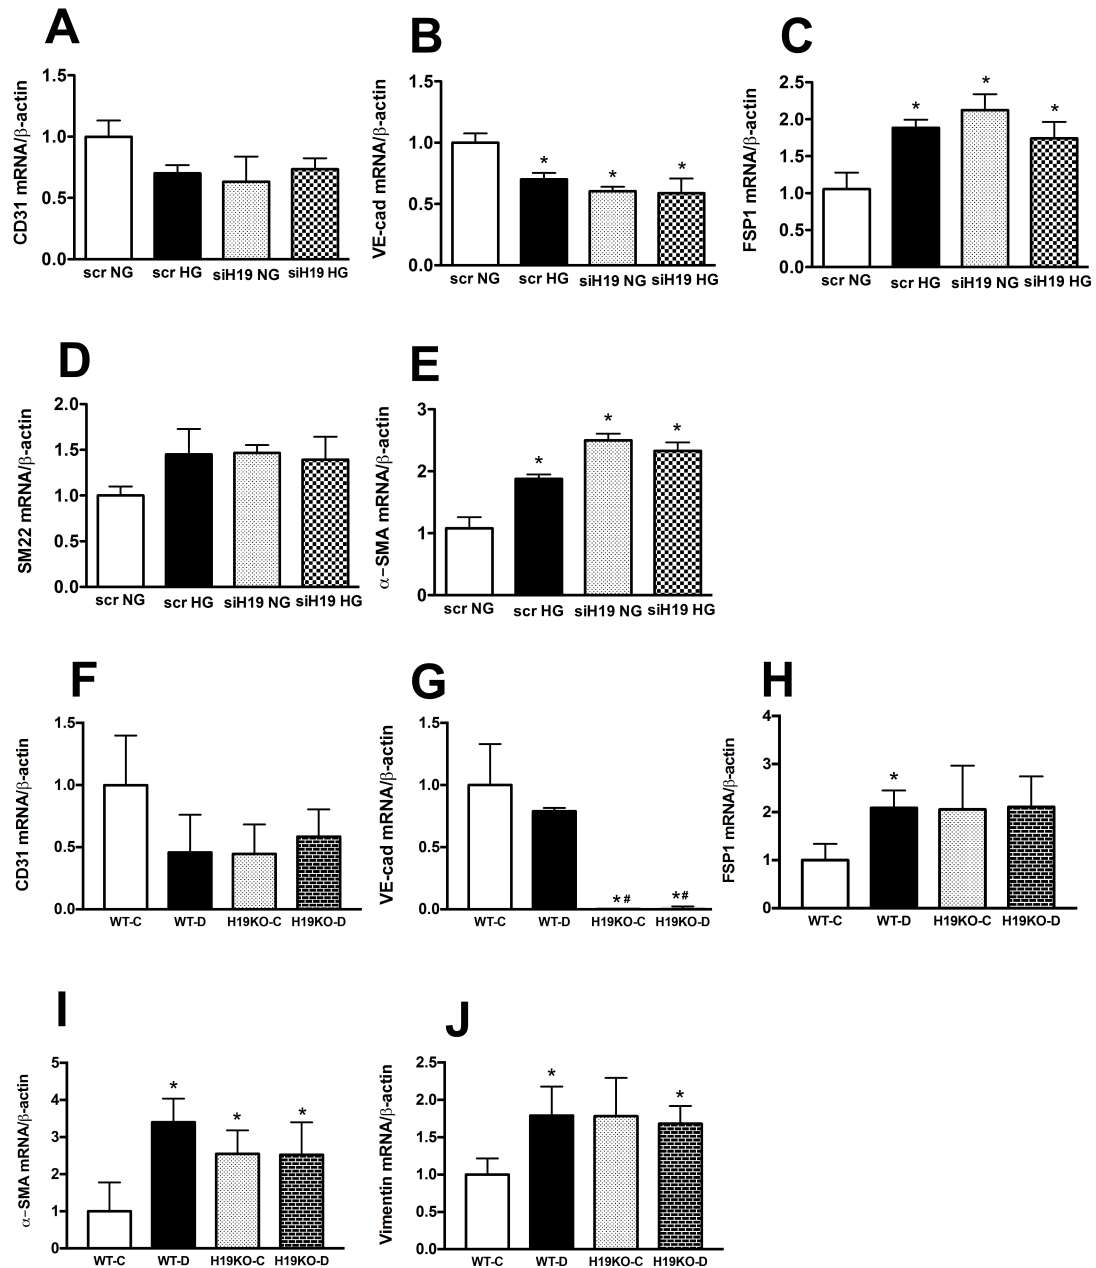 A
CD31 mRNA/β-actin
1.5
1.0
0.5
0.0
scr NG scr HG siH19 NG siH19 HG
B
VE-cad mRNA/β-actin
1.5
1.0
0.5
0.0
* * *
scr NG scr HG siH19 NG siH19 HG
C
FSP1 mRNA/β-actin
2.5
2.0
1.5
1.0
0.5
0.0
* * *
scr NG scr HG siH19 NG siH19 HG
D
SM22 mRNA/β-actin
2.0
1.5
1.0
0.5
0.0
scr NG scr HG siH19 NG siH19 HG
E
α−SMA mRNA/β-actin
3
2
1
0
* * *
scr NG scr HG siH19 NG siH19 HG
F
CD31 mRNA/β-actin
1.5
1.0
0.5
0.0
WT-C WT-D H19KO-C H19KO-D
G
VE-cad mRNA/β-actin
1.5
1.0
0.5
0.0
*# *#
WT-C WT-D H19KO-C H19KO-D
H
FSP1 mRNA/β-actin
4
3
2
1
0
*
WT-C WT-D H19KO-C H19KO-D
I
α−SMA mRNA/β-actin
5
4
3
2
1
0
* * *
WT-C WT-D H19KO-C H19KO-D
J
Vimentin mRNA/β-actin
2.5
2.0
1.5
1.0
0.5
0.0
* *
WT-C WT-D H19KO-C H19KO-D